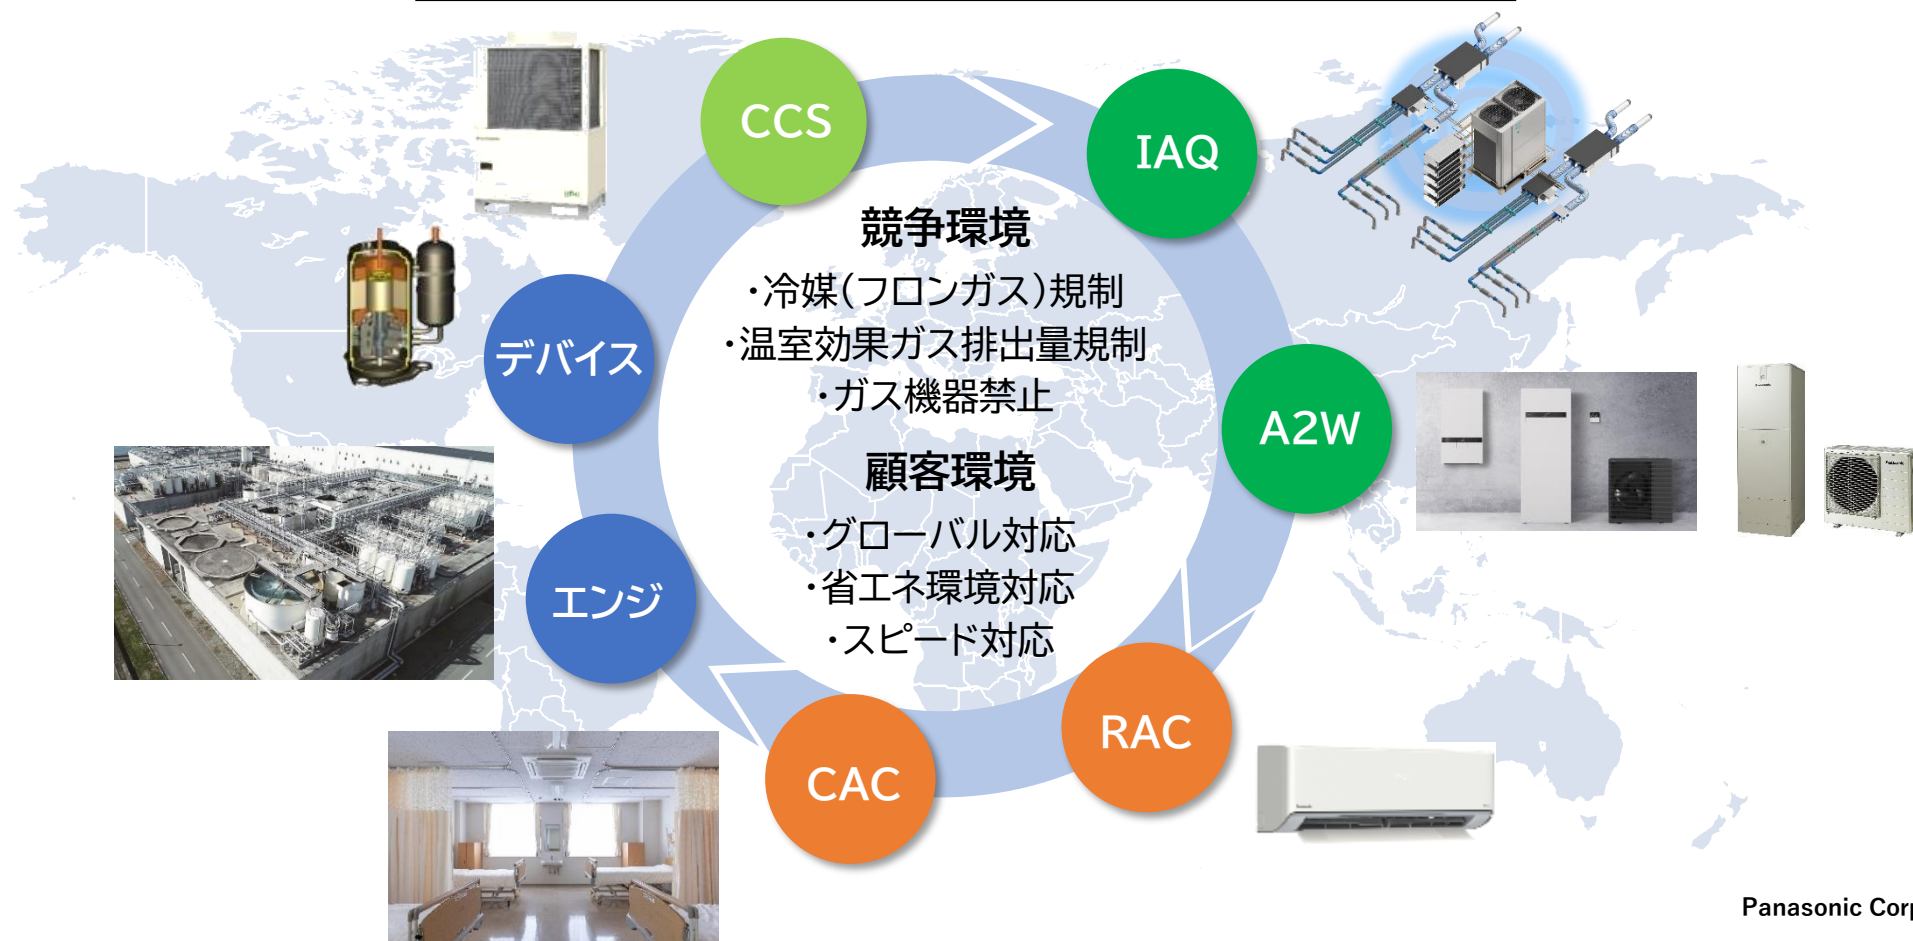 CCS
IAQ
競争環境
・冷媒(フロンガス)規制
・温室効果ガス排出量規制
・ガス機器禁止
デバイス
A2W
顧客環境
・グローバル対応
・省エネ環境対応
・スピード対応
エンジ
RAC
CAC
Panasonic Corp